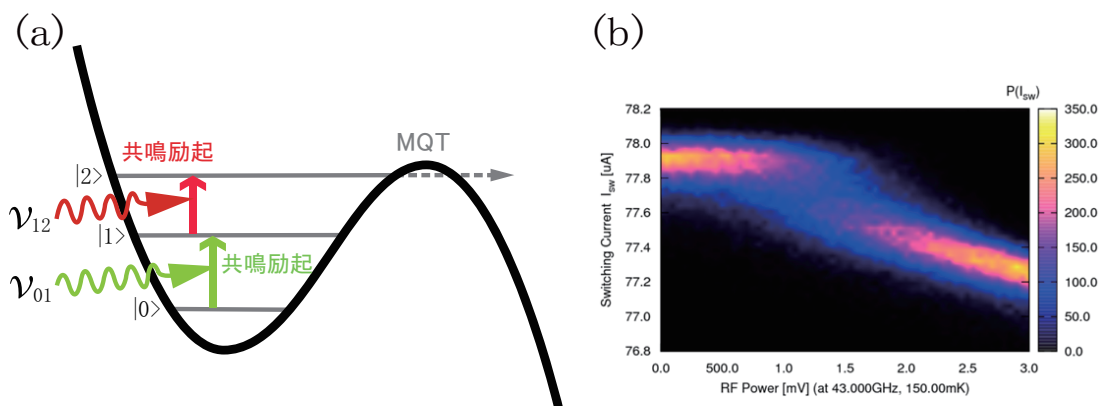 (a)
MQT
共鳴励起
|2>
ν12
|1>
共鳴励起
ν01
|0>
(b)
P(Isw)
78.2
78.0
77.8
77.6
77.4
77.2
77.0
76.8
Switching Current Isw [uA]
0.0 500.0 1.0 1.5 2.0 2.5 3.0
RF Power [mV] (at 43.000GHz, 150.00mK)
350.0
300.0
250.0
200.0
150.0
100.0
50.0
0.0